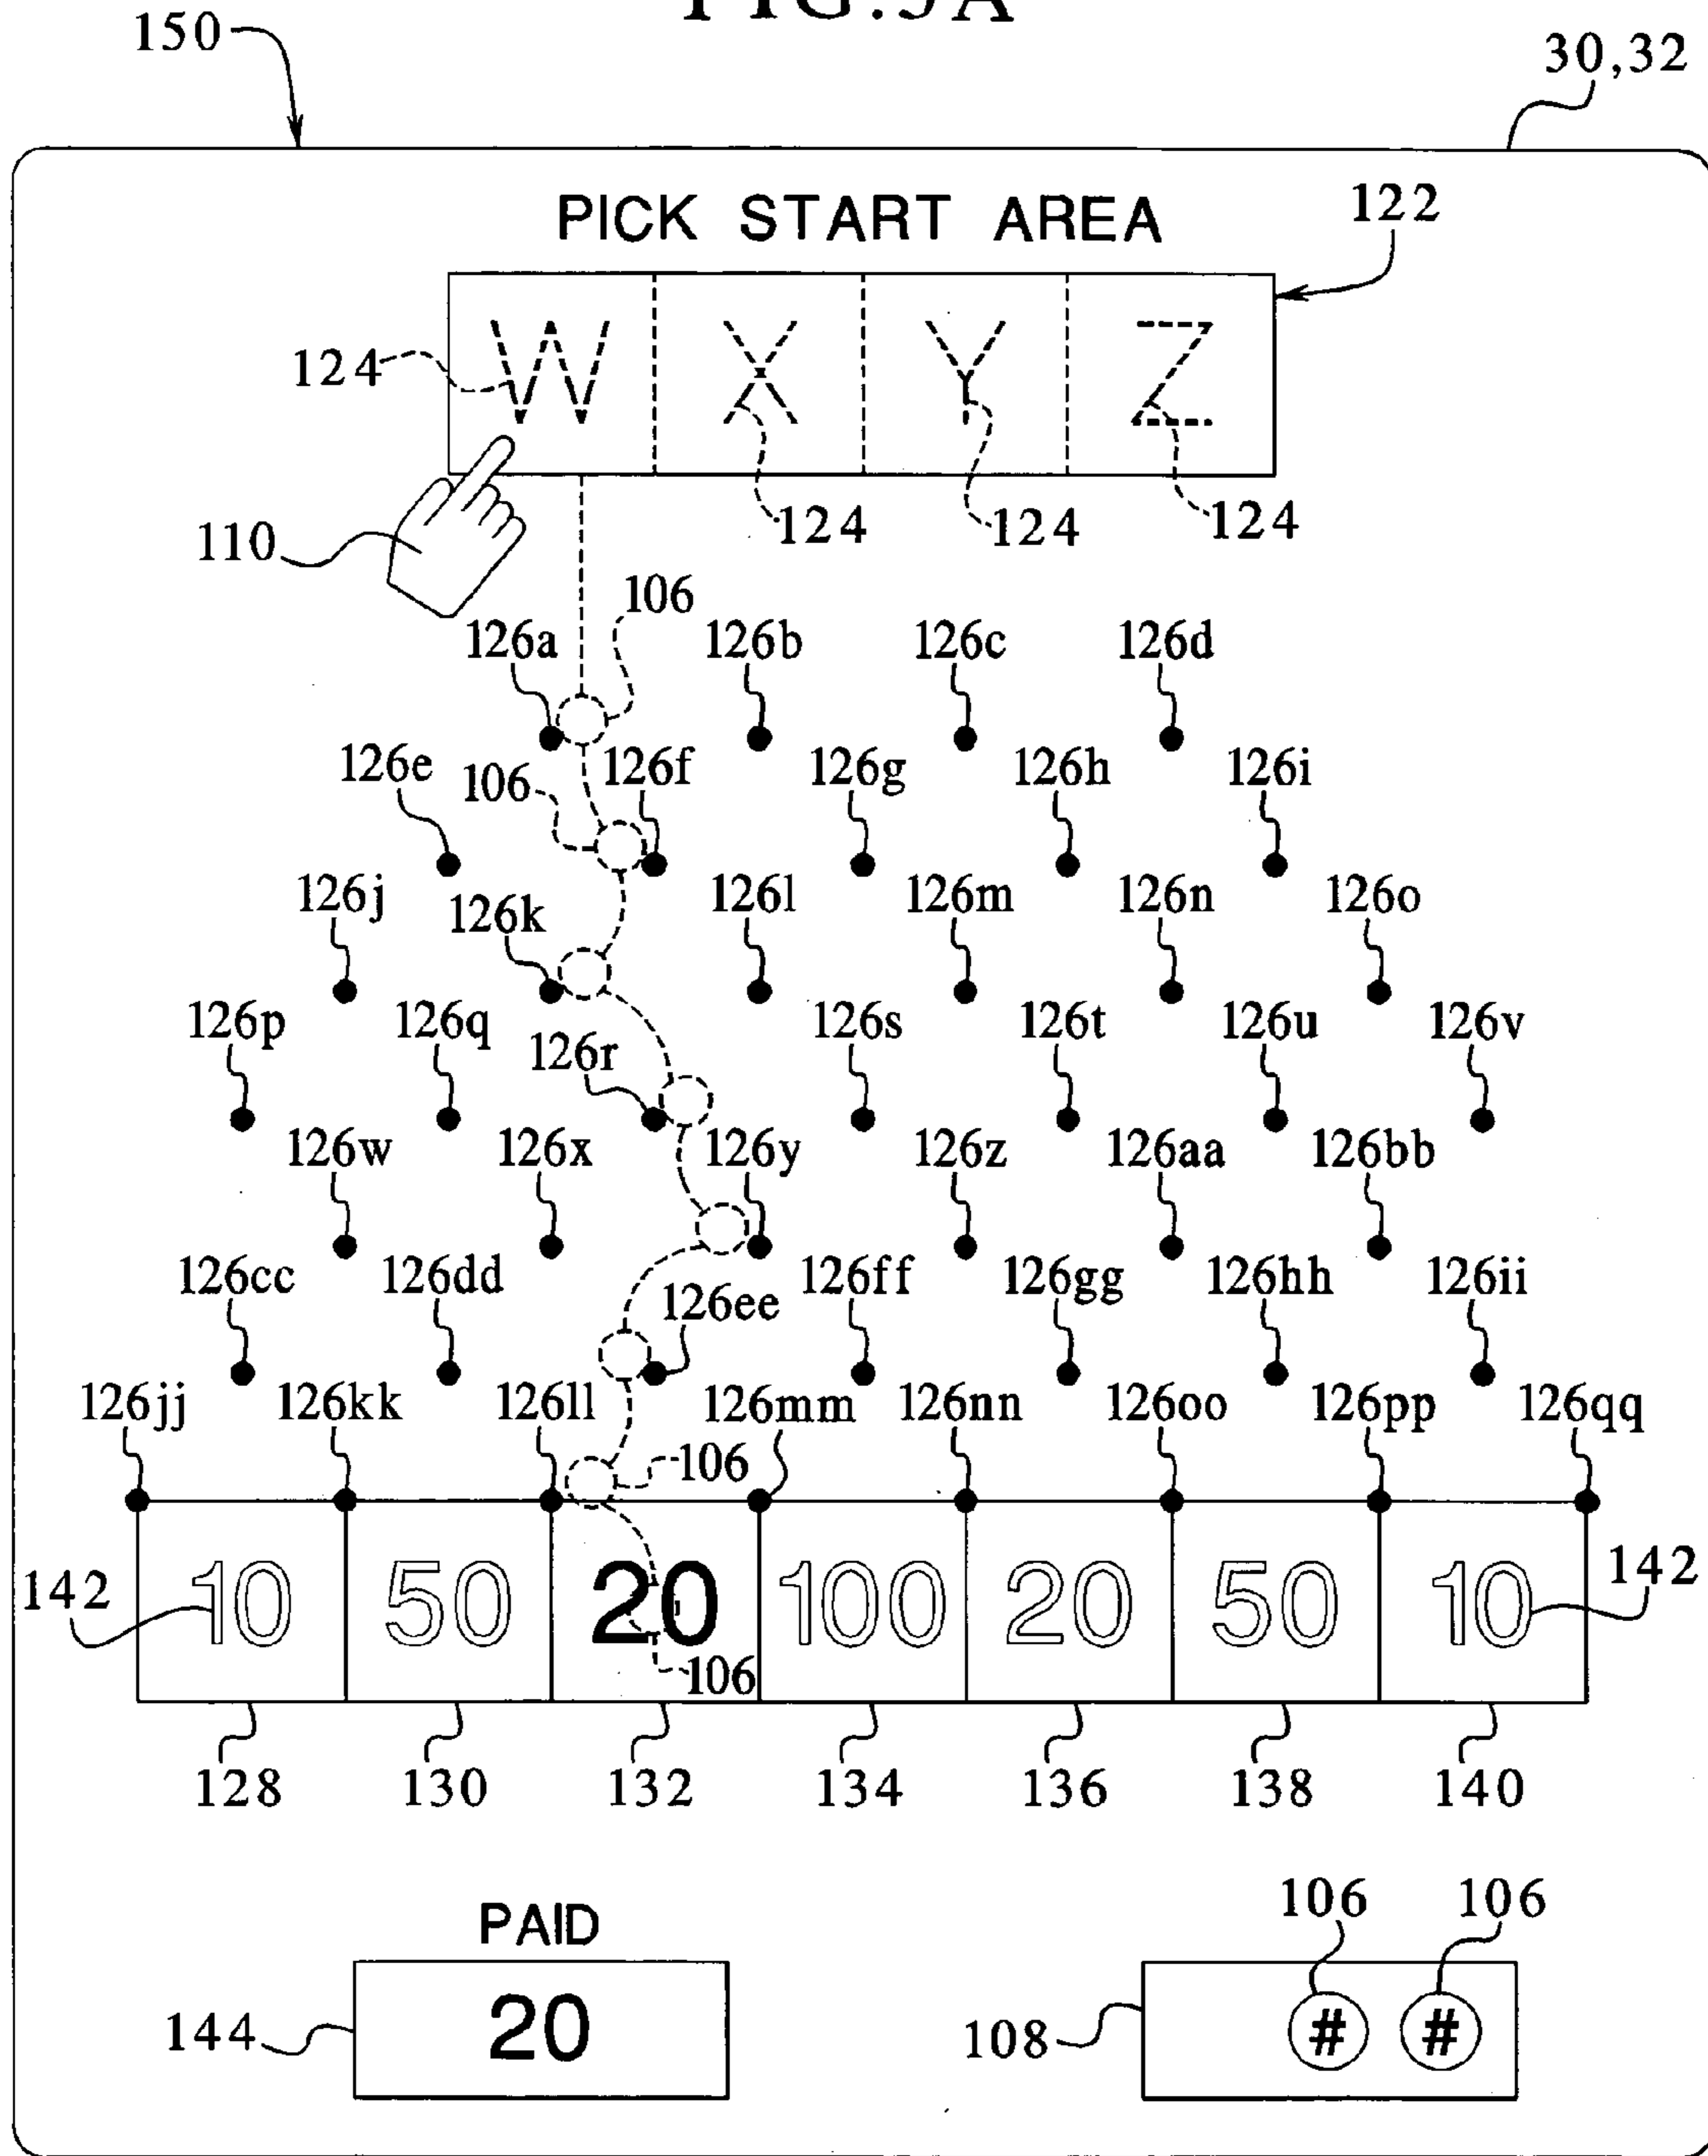 FIG.5A
150
30,32
PICK START AREA
122
124 W X Y Z
110 124 124 124
106
126a 126b 126c 126d
126e 106 126f 126g 126h 126i
126j 126k 126l 126m 126n 126o
126p 126q 126r 126s 126t 126u 126v
126w 126x 126y 126z 126aa 126bb
126cc 126dd 126ee 126ff 126gg 126hh 126ii
126jj 126kk 126ll 126mm 126nn 126oo 126pp 126qq
106
142 10 50 20 100 20 50 10 142
106
128 130 132 134 136 138 140
106 106
PAID
144 20 108 # #